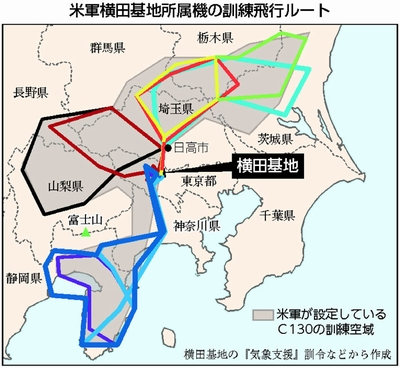 米軍横田基地所属機の訓練飛行ルート
栃木県
群馬県
長野県
埼玉県
茨城県
日高市
横田基地
山梨県
東京都
富士山
神奈川県
千葉県
静岡県
米軍が設定している
C130の訓練空域
横田基地の『気象支援』訓令などから作成